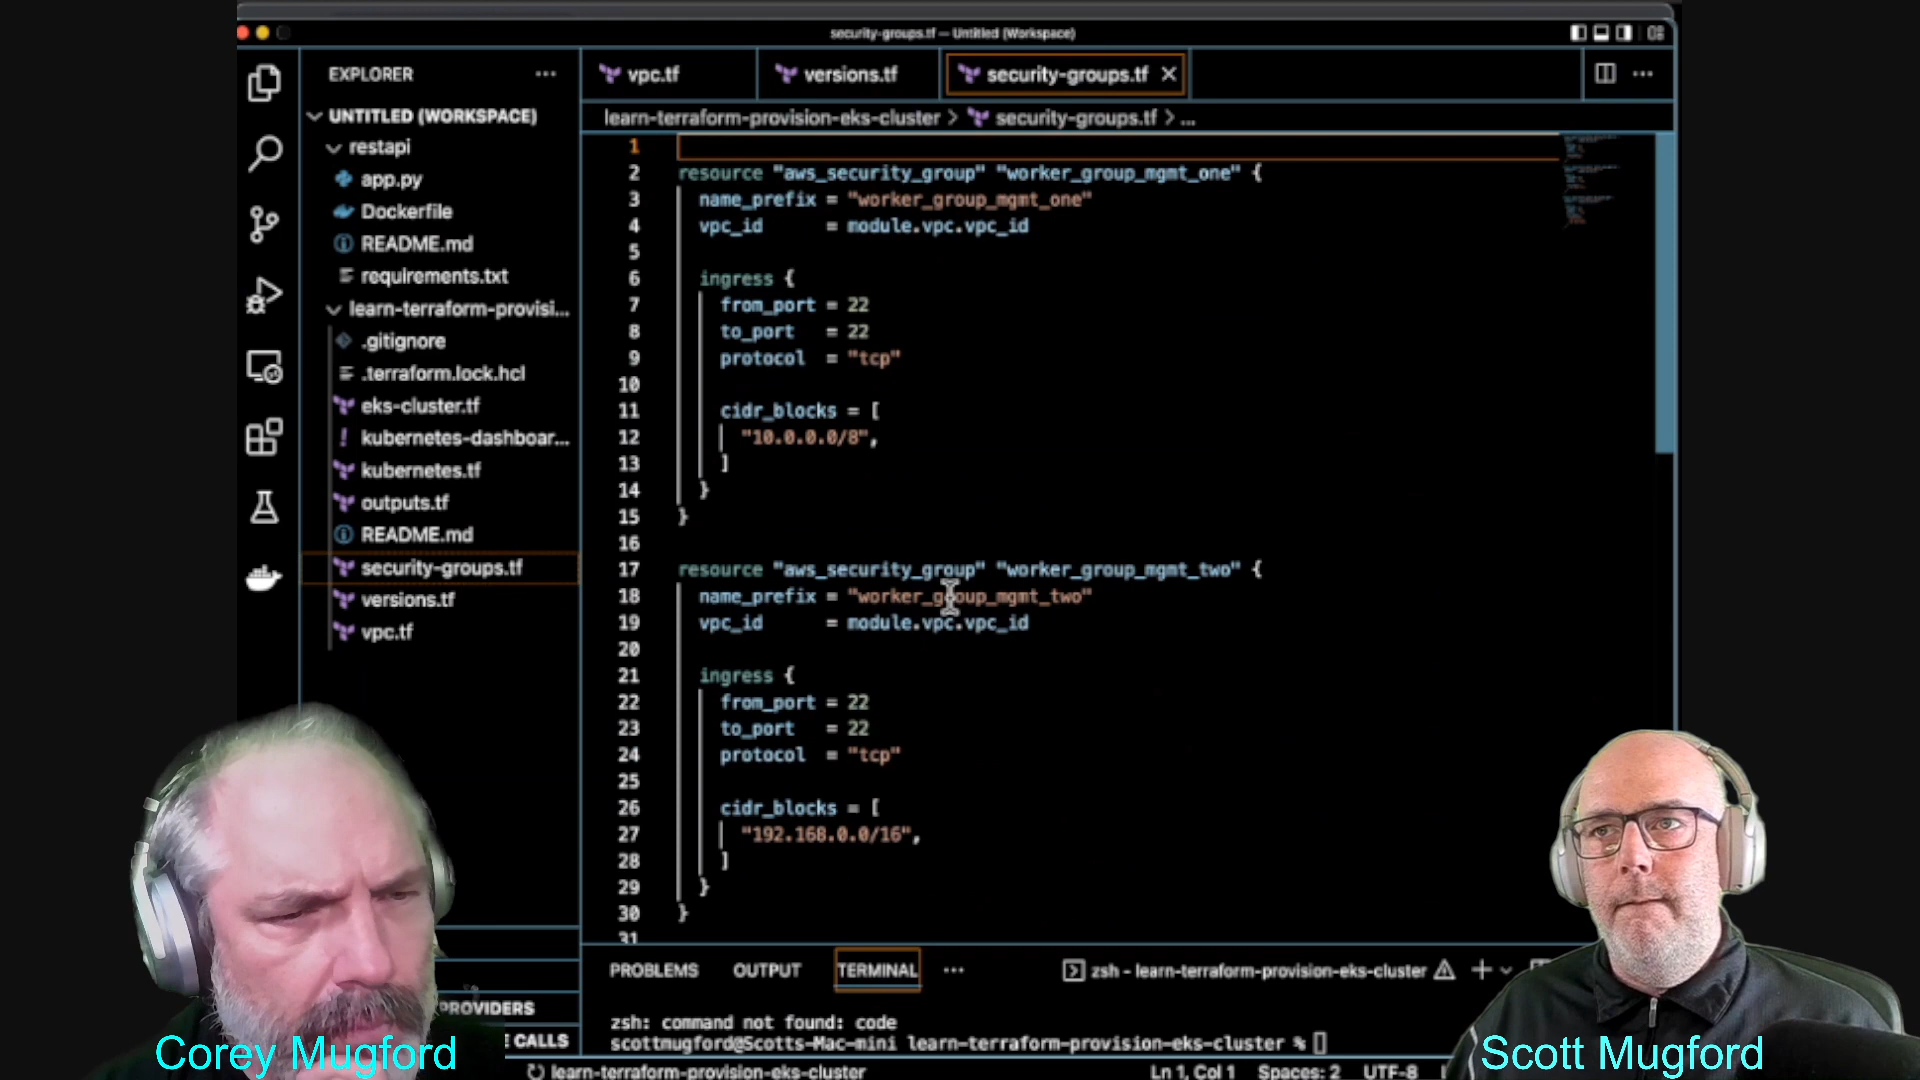 security-groups.tf — Untitled (Workspace)
EXPLORER
vpc.tf
versions.tf
security-groups.tf
UNTITLED (WORKSPACE)
learn-terraform-provision-eks-cluster > security-groups.tf > ...
restapi
app.py
Dockerfile
README.md
requirements.txt
learn-terraform-provisi...
.gitignore
.terraform.lock.hcl
eks-cluster.tf
kubernetes-dashboar...
kubernetes.tf
outputs.tf
README.md
security-groups.tf
versions.tf
vpc.tf
1
2 resource "aws_security_group" "worker_group_mgmt_one" {
3 name_prefix = "worker_group_mgmt_one"
4 vpc_id = module.vpc.vpc_id
5
6 ingress {
7 from_port = 22
8 to_port = 22
9 protocol = "tcp"
10
11 cidr_blocks = [
12 "10.0.0.0/8",
13 ]
14 }
15 }
16
17 resource "aws_security_group" "worker_group_mgmt_two" {
18 name_prefix = "worker_group_mgmt_two"
19 vpc_id = module.vpc.vpc_id
20
21 ingress {
22 from_port = 22
23 to_port = 22
24 protocol = "tcp"
25
26 cidr_blocks = [
27 "192.168.0.0/16",
28 ]
29 }
30 }
31
PROBLEMS OUTPUT TERMINAL ...
zsh - learn-terraform-provision-eks-cluster
PROVIDERS
E CALLS
zsh: command not found: code
scottmugford@Scotts-Mac-mini learn-terraform-provision-eks-cluster %
learn-terraform-provision-eks-cluster
Ln 1, Col 1 Spaces: 2 UTF-8
Corey Mugford
Scott Mugford